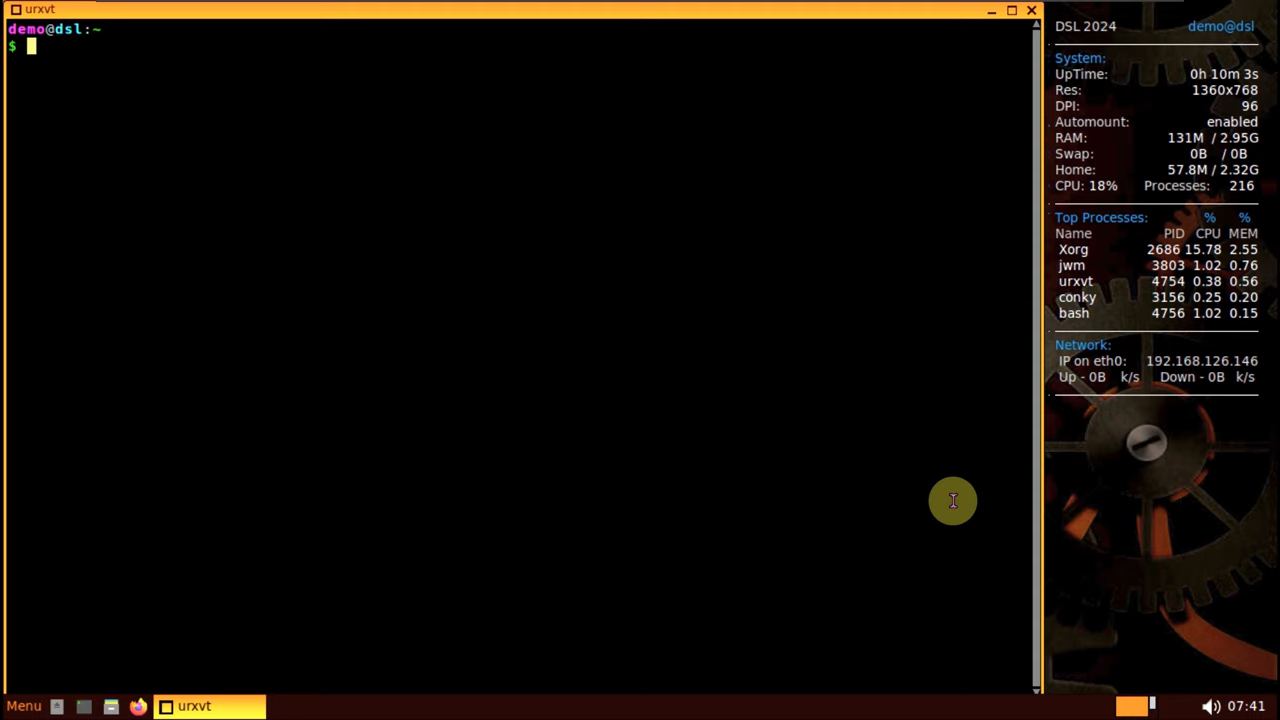 urxvt
demo@dsl:~
$
DSL 2024 demo@dsl
System:
UpTime: 0h 10m 3s
Res: 1360x768
DPI: 96
Automount: enabled
RAM: 131M / 2.95G
Swap: 0B / 0B
Home: 57.8M / 2.32G
CPU: 18% Processes: 216
Top Processes: % %
Name PID CPU MEM
Xorg 2686 15.78 2.55
jwm 3803 1.02 0.76
urxvt 4754 0.38 0.56
conky 3156 0.25 0.20
bash 4756 1.02 0.15
Network:
IP on eth0: 192.168.126.146
Up - 0B k/s Down - 0B k/s
Menu urxvt 07:41